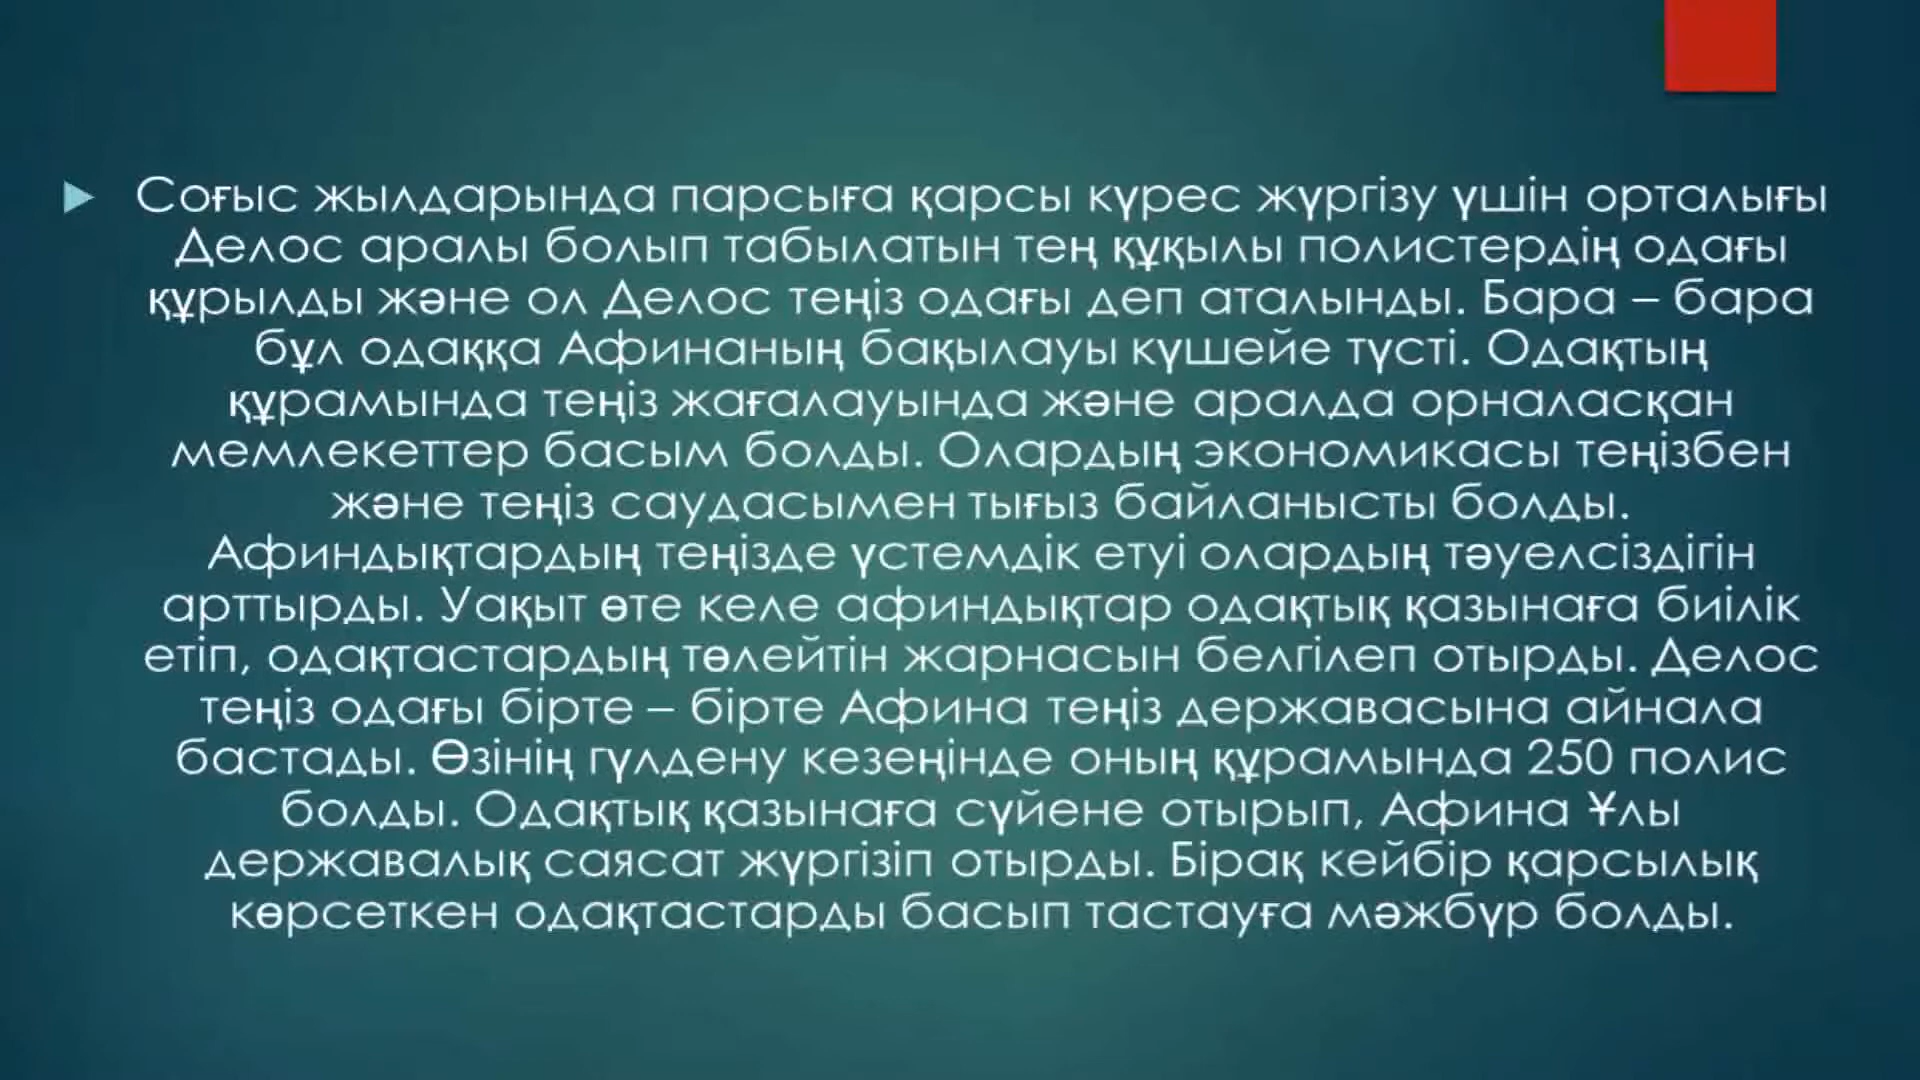 Соғыс жылдарында парсыға қарсы күрес жүргізу үшін орталығы
Делос аралы болып табылатын тең құқылы полистердің одағы
құрылды және ол Делос теңіз одағы деп аталынды. Бара – бара
бұл одаққа Афинаның бақылауы күшейе түсті. Одақтың
құрамында теңіз жағалауында және аралда орналасқан
мемлекеттер басым болды. Олардың экономикасы теңізбен
және теңіз саудасымен тығыз байланысты болды.
Афиндықтардың теңізде үстемдік етуі олардың тәуелсіздігін
арттырды. Уақыт өте келе афиндықтар одақтық қазынаға биілік
етіп, одақтастардың төлейтін жарнасын белгілеп отырды. Делос
теңіз одағы бірте – бірте Афина теңіз державасына айнала
бастады. Өзінің гүлдену кезеңінде оның құрамында 250 полис
болды. Одақтық қазынаға сүйене отырып, Афина Ұлы
державалық саясат жүргізіп отырды. Бірақ кейбір қарсылық
көрсеткен одақтастарды басып тастауға мәжбүр болды.